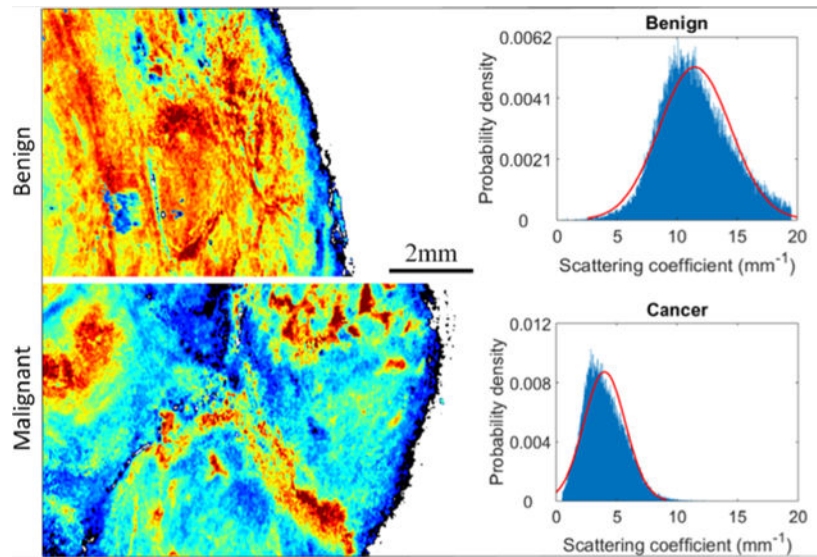 Benign
Malignant
2mm
Benign
Probability density
0.0062
0.0041
0.0021
0
0 5 10 15 20
Scattering coefficient (mm-1)
Cancer
Probability density
0.012
0.008
0.004
0
0 5 10 15 20
Scattering coefficient (mm-1)